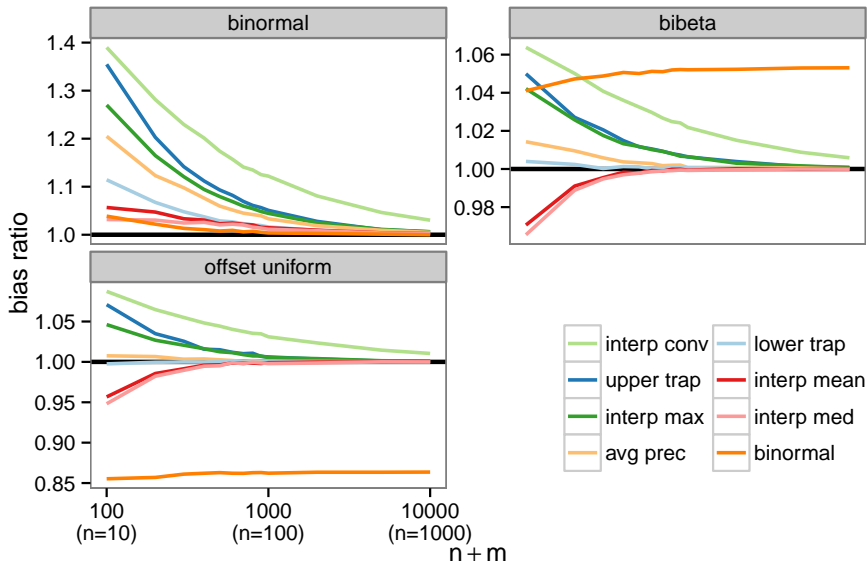 binormal
bibeta
1.4
1.3
1.2
1.1
1.0
1.06
1.04
1.02
1.00
0.98
bias ratio
offset uniform
1.05
1.00
0.95
0.90
0.85
100
(n=10)
1000
(n=100)
10000
(n=1000)
n + m
interp conv
upper trap
interp max
avg prec
lower trap
interp mean
interp med
binormal